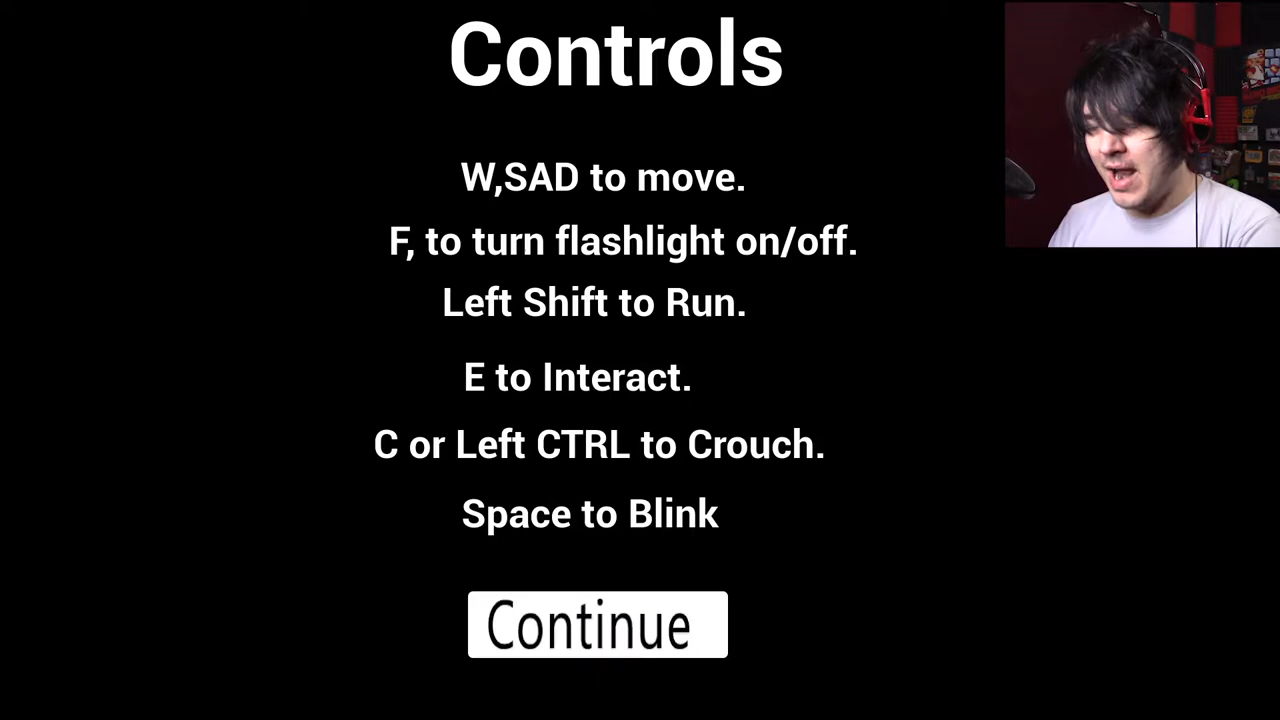 Controls
W,SAD to move.
F, to turn flashlight on/off.
Left Shift to Run.
E to Interact.
C or Left CTRL to Crouch.
Space to Blink
Continue